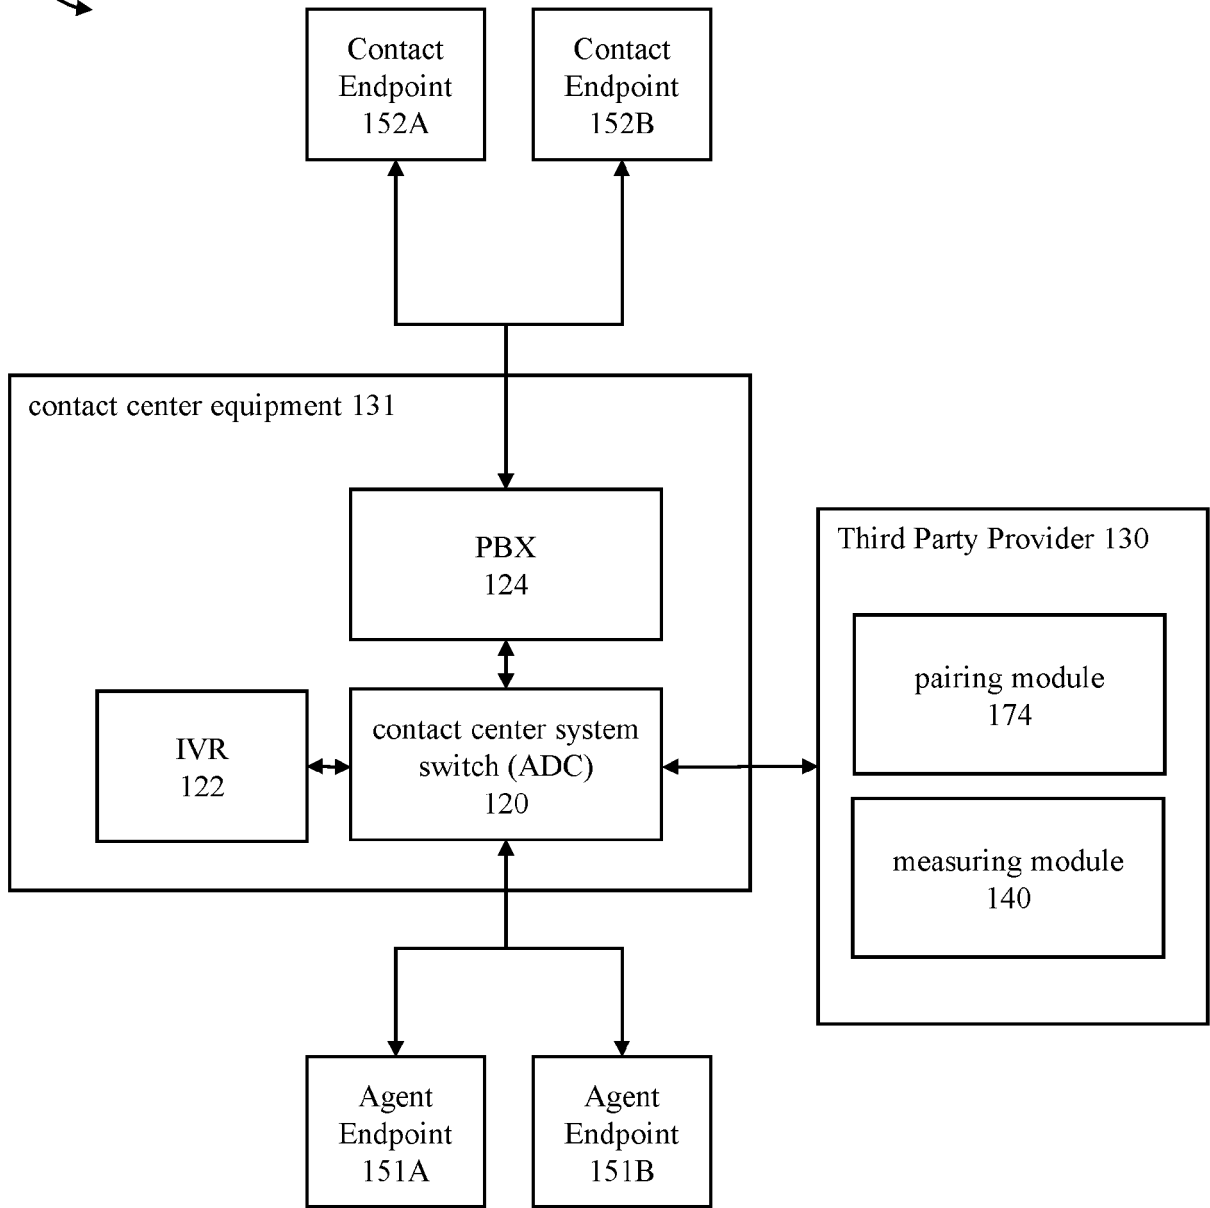 Contact
Endpoint
152A
Contact
Endpoint
152B
contact center equipment 131
PBX
124
Third Party Provider 130
pairing module
174
IVR
122
contact center system
switch (ADC)
120
measuring module
140
Agent
Endpoint
151A
Agent
Endpoint
151B